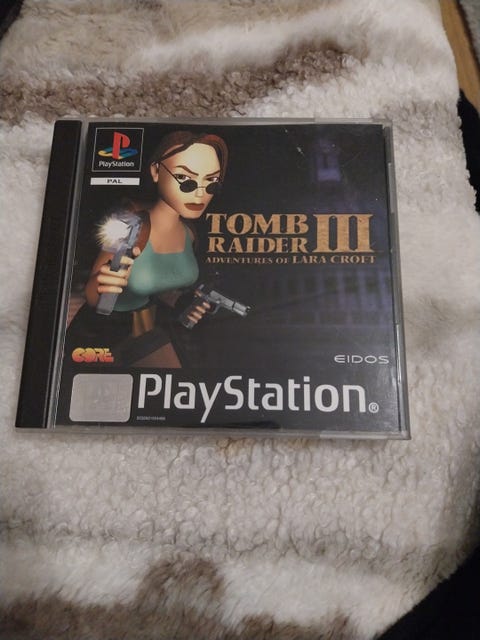 PlayStation
PAL
TOMB RAIDER III
ADVENTURES OF LARA CROFT
CORE
EIDOS
PlayStation®